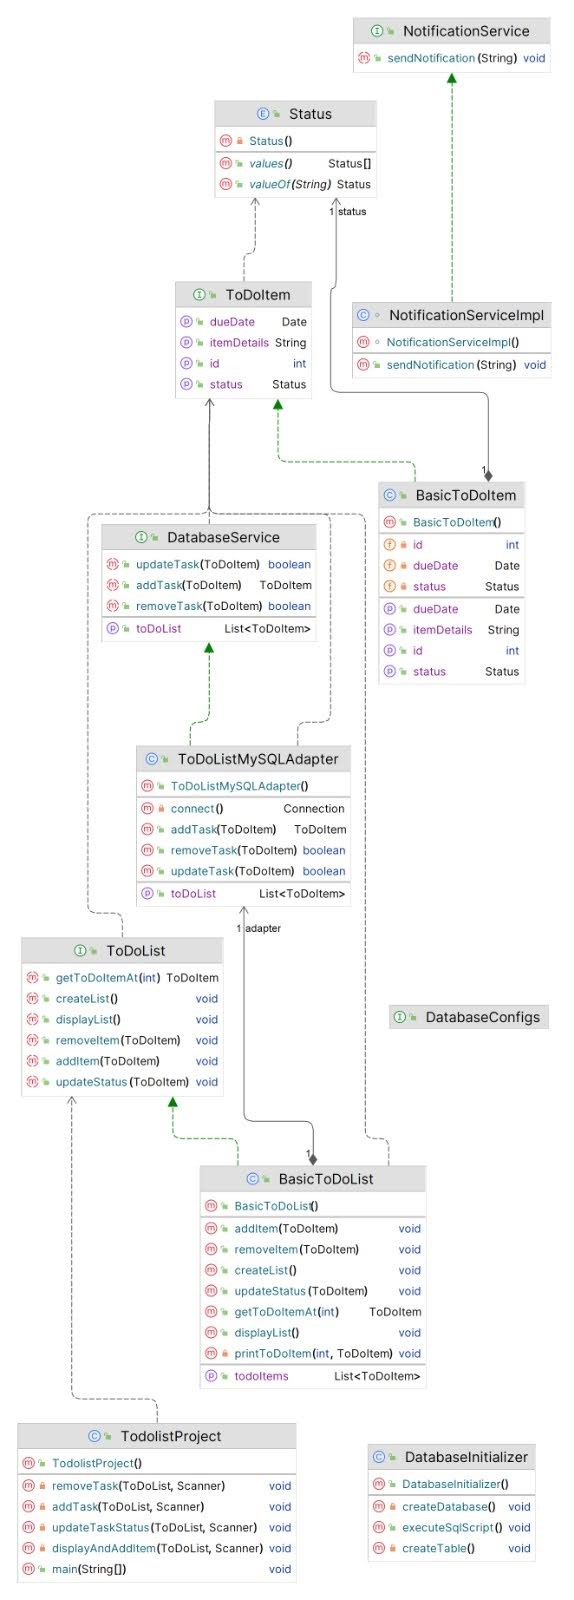 NotificationService
sendNotification(String) void
Status
Status()
values() Status[]
valueOf(String) Status
1 status
ToDoItem
dueDate Date
itemDetails String
id int
status Status
NotificationServiceImpl
NotificationServiceImpl()
sendNotification(String) void
1
BasicToDoItem
BasicToDoItem()
id int
dueDate Date
status Status
dueDate Date
itemDetails String
id int
status Status
DatabaseService
updateTask(ToDoItem) boolean
addTask(ToDoItem) ToDoItem
removeTask(ToDoItem) boolean
toDoList List<ToDoItem>
ToDoListMySQLAdapter
ToDoListMySQLAdapter()
connect() Connection
addTask(ToDoItem) ToDoItem
removeTask(ToDoItem) boolean
updateTask(ToDoItem) boolean
toDoList List<ToDoItem>
1 adapter
ToDoList
getToDoItemAt(int) ToDoItem
createList() void
displayList() void
removeItem(ToDoItem) void
addItem(ToDoItem) void
updateStatus(ToDoItem) void
DatabaseConfigs
1
BasicToDoList
BasicToDoList()
addItem(ToDoItem) void
removeItem(ToDoItem) void
createList() void
updateStatus(ToDoItem) void
getToDoItemAt(int) ToDoItem
displayList() void
printToDoItem(int, ToDoItem) void
todoItems List<ToDoItem>
TodolistProject
TodolistProject()
removeTask(ToDoList, Scanner) void
addTask(ToDoList, Scanner) void
updateTaskStatus(ToDoList, Scanner) void
displayAndAddItem(ToDoList, Scanner) void
main(String[]) void
DatabaseInitializer
DatabaseInitializer()
createDatabase() void
executeSqlScript() void
createTable() void